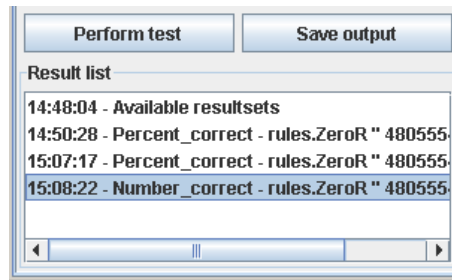 Perform test Save output
Result list
14:48:04 - Available resultsets
14:50:28 - Percent_correct - rules.ZeroR '' 480555
15:07:17 - Percent_correct - rules.ZeroR '' 480555
15:08:22 - Number_correct - rules.ZeroR '' 480555